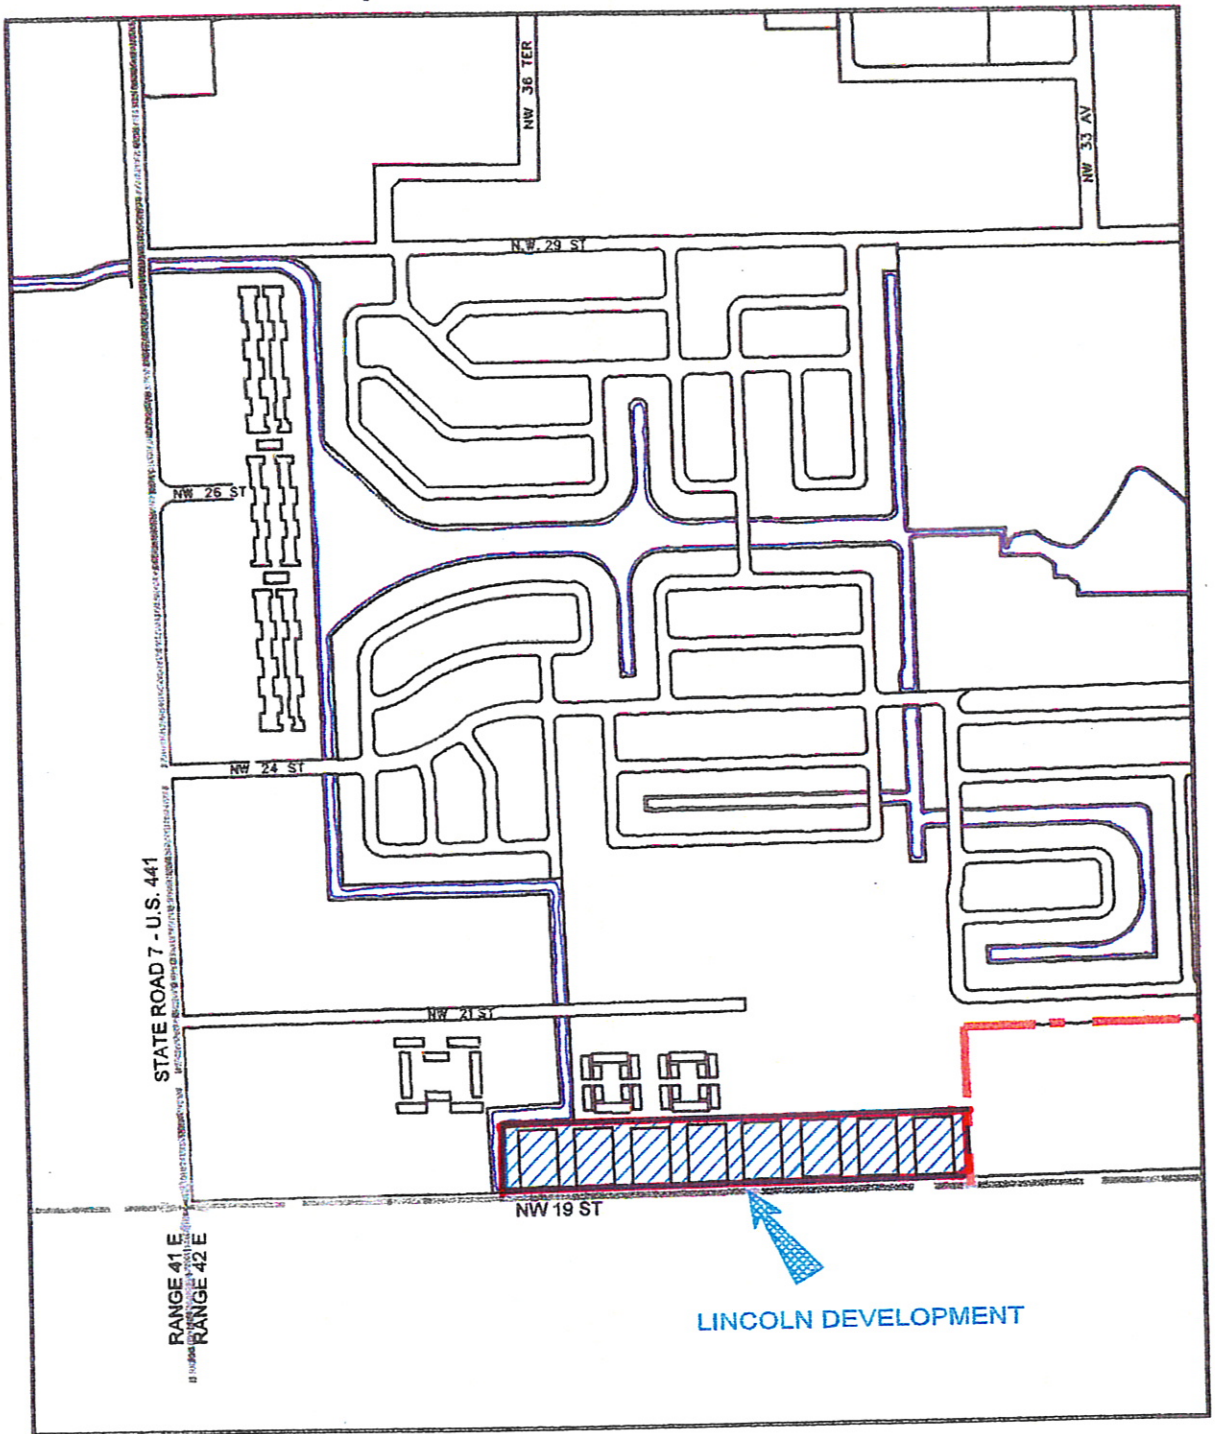 NW 36 TER
NW 33 AV
N.W. 29 ST
NW 26 ST
NW 24 ST
STATE ROAD 7 - U.S. 441
NW 21 ST
NW 19 ST
RANGE 41 E
RANGE 42 E
LINCOLN DEVELOPMENT